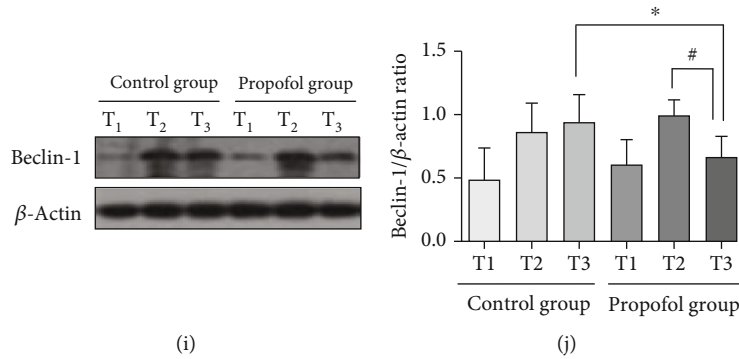 Control group Propofol group
T1 T2 T3 T1 T2 T3
Beclin-1
β-Actin
(i)
*
#
Beclin-1/β-actin ratio
1.5
1.0
0.5
0.0
T1 T2 T3 T1 T2 T3
Control group Propofol group
(j)